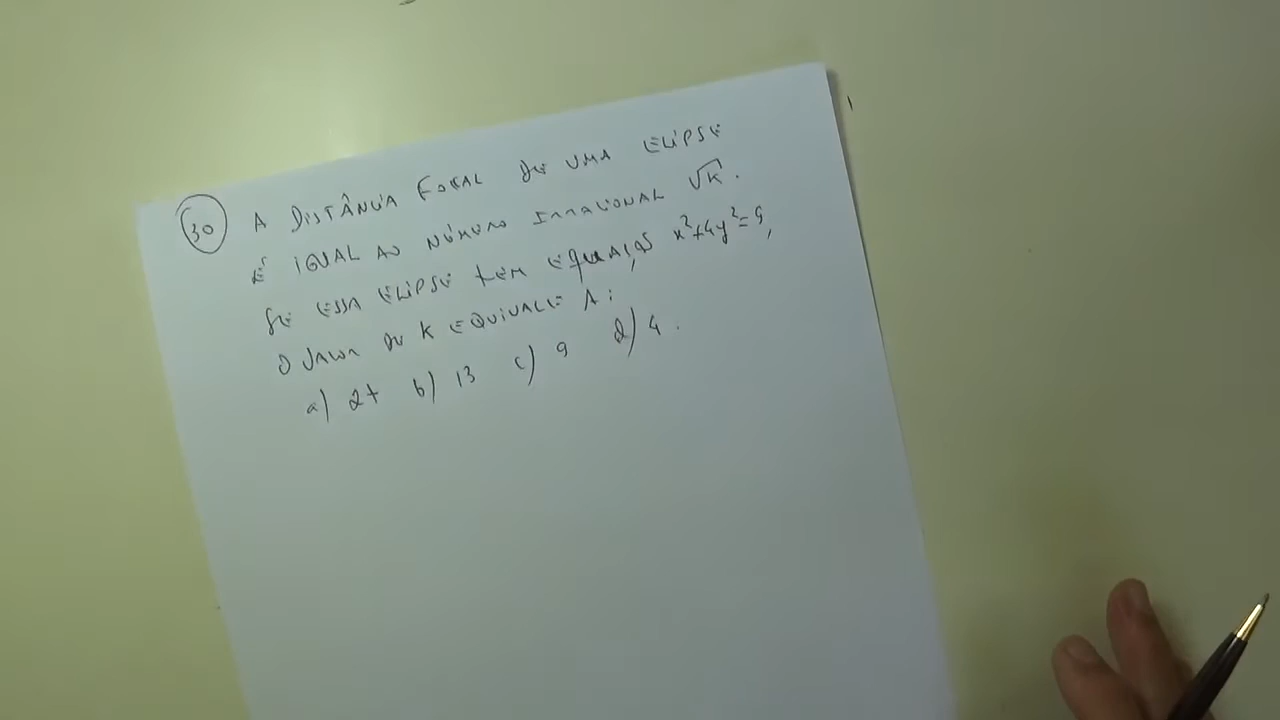 30 A DISTÂNCIA FOCAL DE UMA ELIPSE
É IGUAL AO NÚMERO IRRACIONAL √K.
SE ESSA ELIPSE TEM EQUAÇÃO x²+4y²=9,
O VALOR DE K EQUIVALE A:
a) 27 b) 13 c) 9 d) 4.